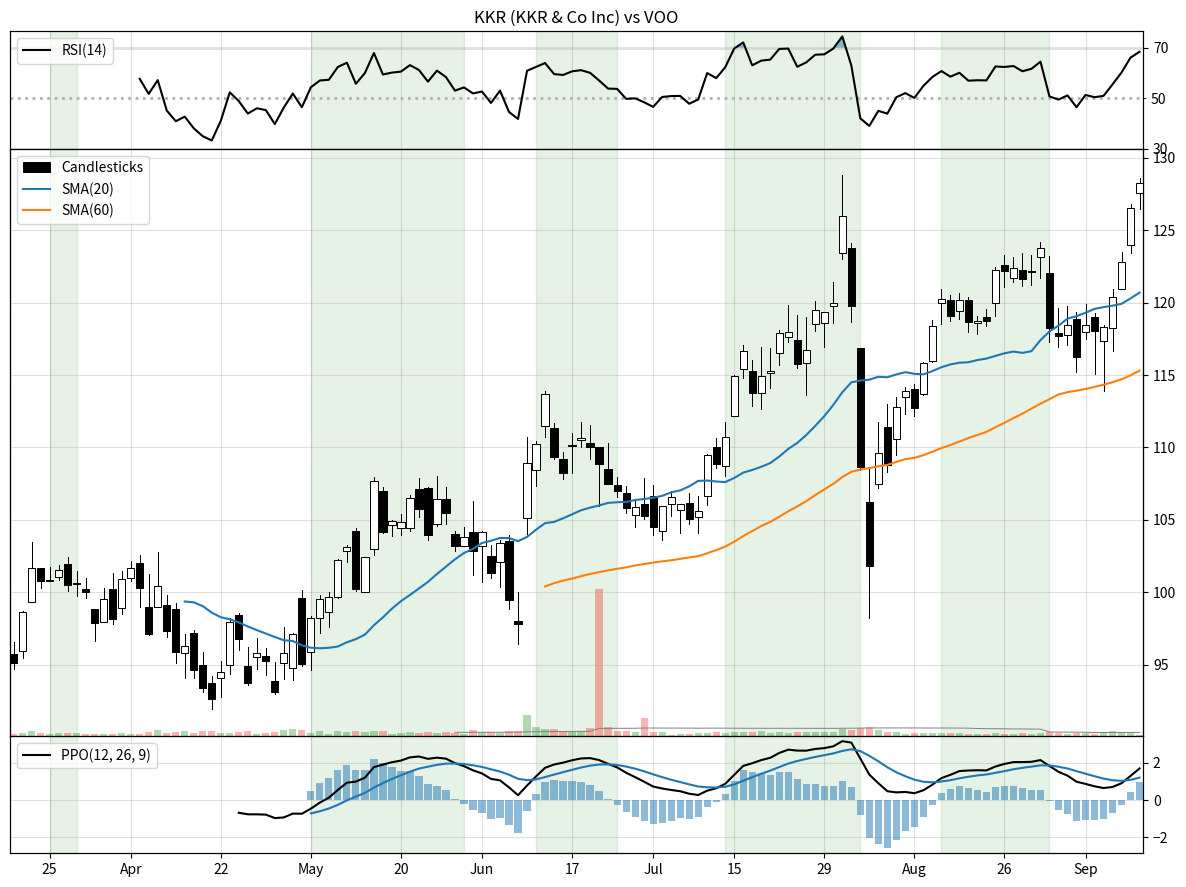 KKR (KKR & Co Inc) vs VOO
RSI(14)
70
50
30
Candlesticks
SMA(20)
SMA(60)
130
125
120
115
110
105
100
95
PPO(12, 26, 9)
2
0
−2
25 Apr 22 May 20 Jun 17 Jul 15 29 Aug 26 Sep